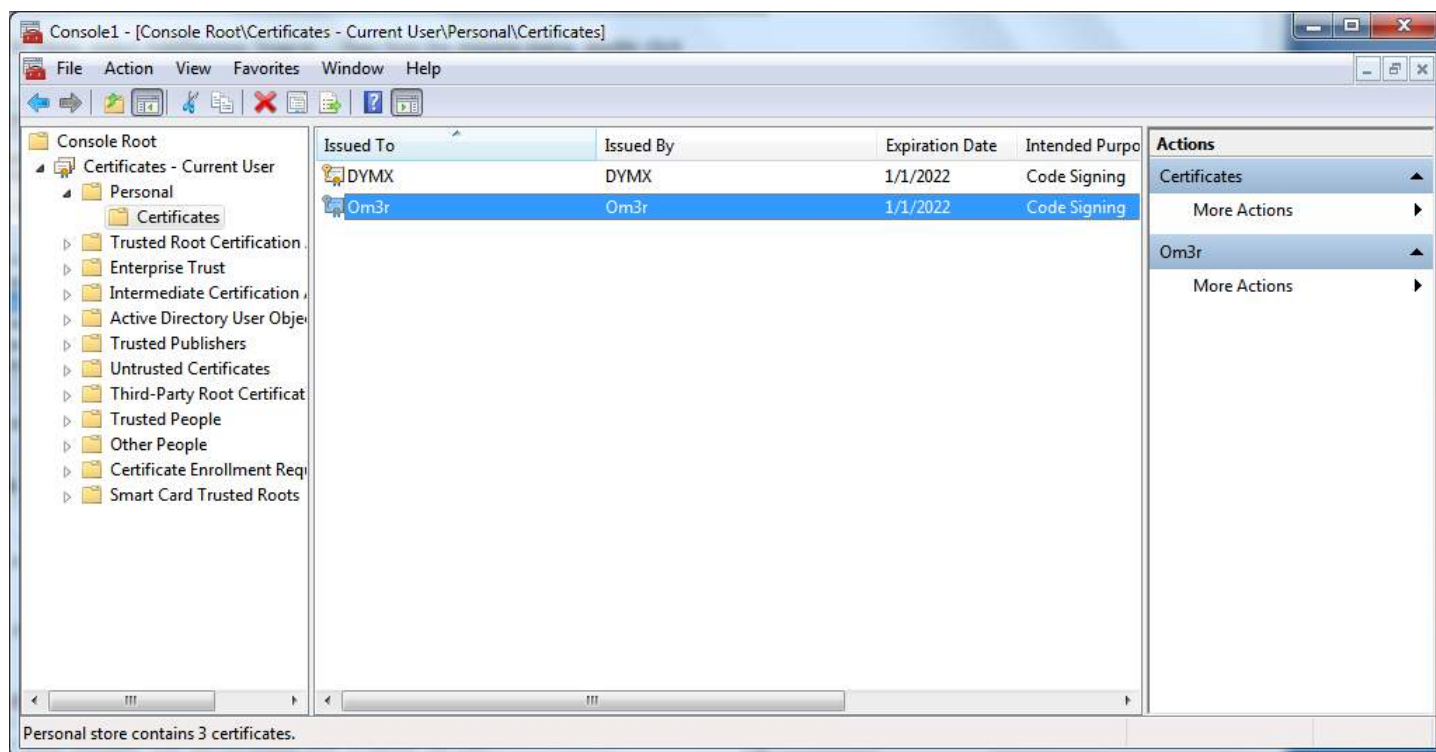 Console1 - [Console Root\Certificates - Current User\Personal\Certificates]
File Action View Favorites Window Help
Console Root
Certificates - Current User
Personal
Certificates
Trusted Root Certification
Enterprise Trust
Intermediate Certification
Active Directory User Obje
Trusted Publishers
Untrusted Certificates
Third-Party Root Certificat
Trusted People
Other People
Certificate Enrollment Requ
Smart Card Trusted Roots
Issued To Issued By Expiration Date Intended Purpo
DYMX DYMX 1/1/2022 Code Signing
Om3r Om3r 1/1/2022 Code Signing
Actions
Certificates
More Actions
Om3r
More Actions
Personal store contains 3 certificates.